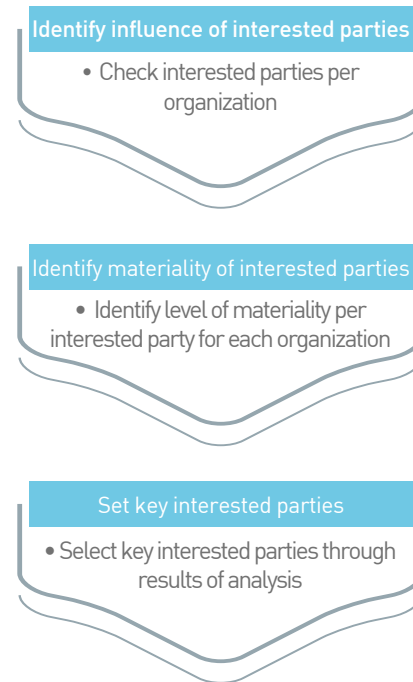 Identify influence of interested parties
• Check interested parties per
organization
Identify materiality of interested parties
• Identify level of materiality per
interested party for each organization
Set key interested parties
• Select key interested parties through
results of analysis